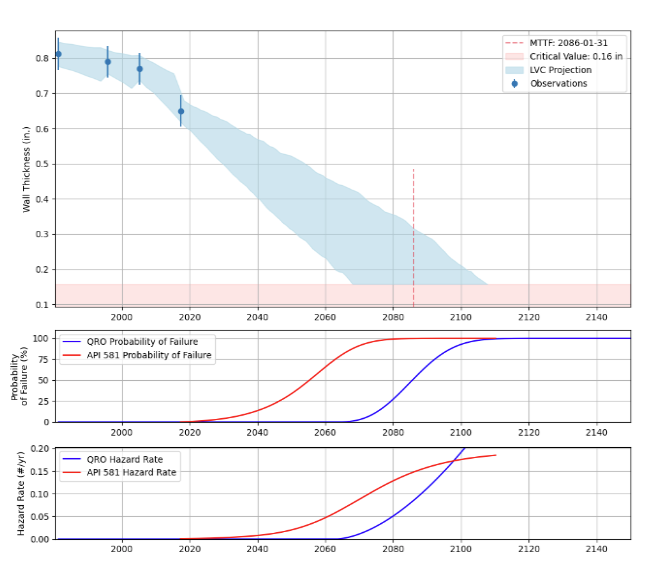 0.8
0.7
0.6
0.5
0.4
0.3
0.2
0.1
Wall Thickness (in.)
MTTF: 2086-01-31
Critical Value: 0.16 in
LVC Projection
Observations
2000 2020 2040 2060 2080 2100 2120 2140
100
75
50
25
0
Probability
of Failure (%)
QRO Probability of Failure
API 581 Probability of Failure
2000 2020 2040 2060 2080 2100 2120 2140
0.20
0.15
0.10
0.05
0.00
Hazard Rate (#/yr)
QRO Hazard Rate
API 581 Hazard Rate
2000 2020 2040 2060 2080 2100 2120 2140